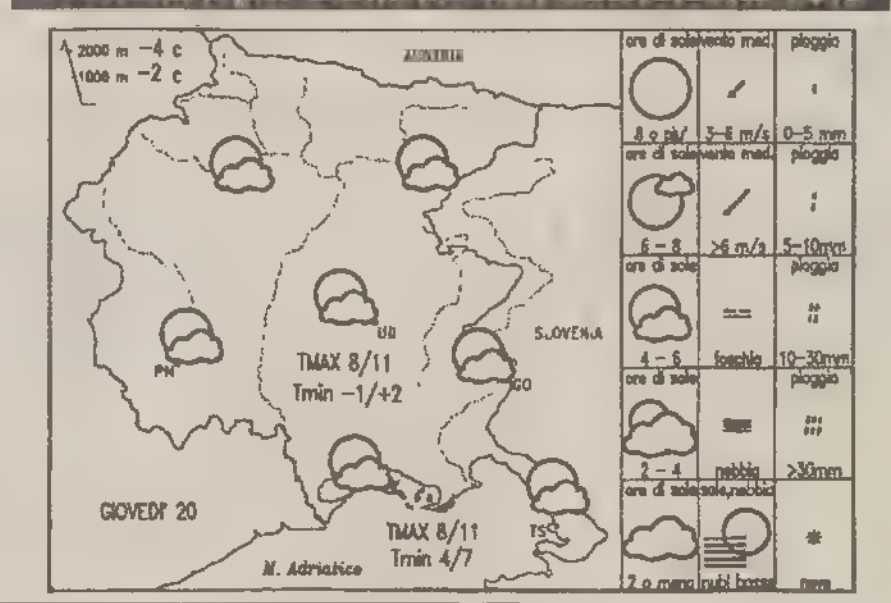 2000 m -4 c
1000 m -2 c
AUSTRIA
SLOVENIA
UD
PN
GO
TS
TMAX 8/11
Tmin -1/+2
GIOVEDI' 20
TMAX 8/11
Tmin 4/7
M. Adriatico
ore di sole vento med. pioggia
8 o piu' 3-6 m/s 0-5 mm
ore di sole vento med. pioggia
6 - 8 >6 m/s 5-10mm
ore di sole pioggia
4 - 6 foschia 10-30mm
ore di sole pioggia
2 - 4 nebbia >30mm
ore di sole sole,nebbia
2 o meno nubi basse neve